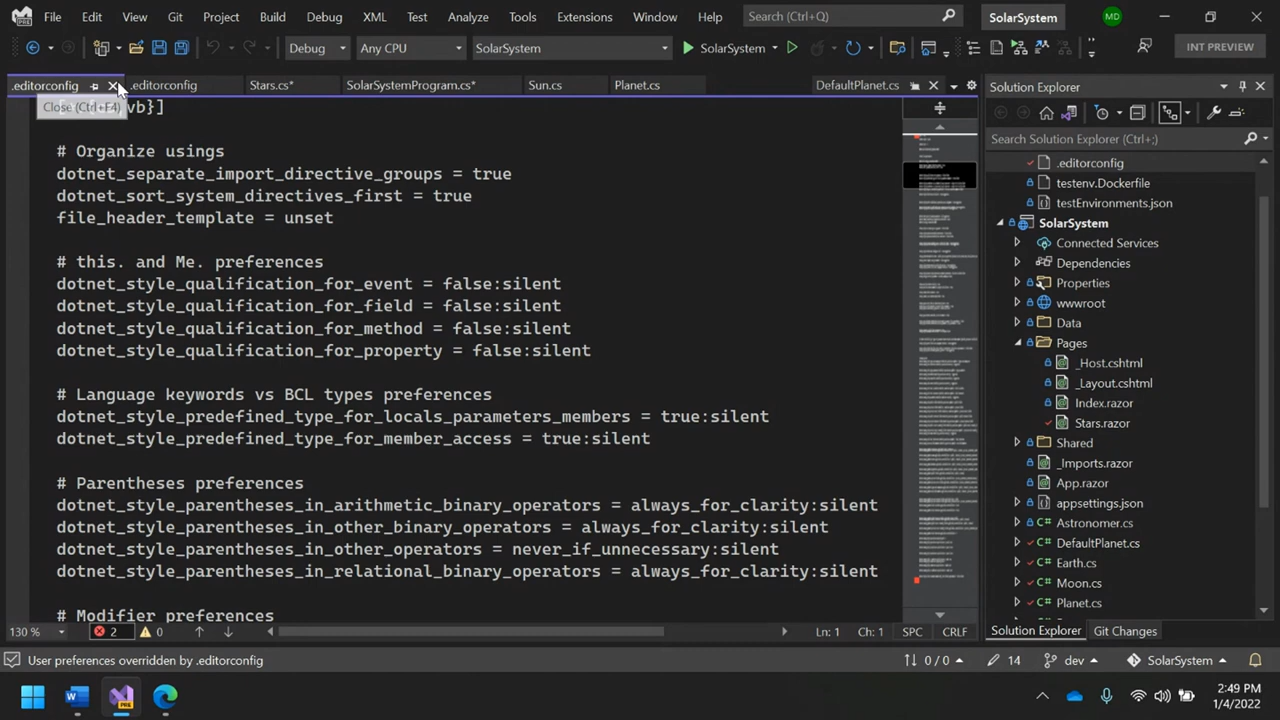 File Edit View Git Project Build Debug XML Test Analyze Tools Extensions Window Help Search (Ctrl+Q) SolarSystem MD
Debug Any CPU SolarSystem SolarSystem INT PREVIEW
.editorconfig .editorconfig Stars.cs* SolarSystemProgram.cs* Sun.cs Planet.cs DefaultPlanet.cs
Close (Ctrl+F4)
vb}]
# Organize usings
dotnet_separate_import_directive_groups = true
dotnet_sort_system_directives_first = true
file_header_template = unset
# this. and Me. preferences
dotnet_style_qualification_for_event = false:silent
dotnet_style_qualification_for_field = false:silent
dotnet_style_qualification_for_method = false:silent
dotnet_style_qualification_for_property = false:silent
# Language keywords vs BCL types preferences
dotnet_style_predefined_type_for_locals_parameters_members = true:silent
dotnet_style_predefined_type_for_member_access = true:silent
# Parentheses preferences
dotnet_style_parentheses_in_arithmetic_binary_operators = always_for_clarity:silent
dotnet_style_parentheses_in_other_binary_operators = always_for_clarity:silent
dotnet_style_parentheses_in_other_operators = never_if_unnecessary:silent
dotnet_style_parentheses_in_relational_binary_operators = always_for_clarity:silent
# Modifier preferences
130 % 2 0 Ln: 1 Ch: 1 SPC CRLF
Solution Explorer
Search Solution Explorer (Ctrl+;)
.editorconfig
testenv.Dockerfile
testEnvironments.json
SolarSystem
Connected Services
Dependencies
Properties
wwwroot
Data
Pages
_Host.cshtml
_Layout.cshtml
Index.razor
Shared
_Imports.razor
App.razor
appsettings.json
DefaultPlanet.cs
Earth.cs
Moon.cs
Planet.cs
Solution Explorer Git Changes
User preferences overridden by .editorconfig 0 / 0 14 dev SolarSystem
2:49 PM
1/4/2022